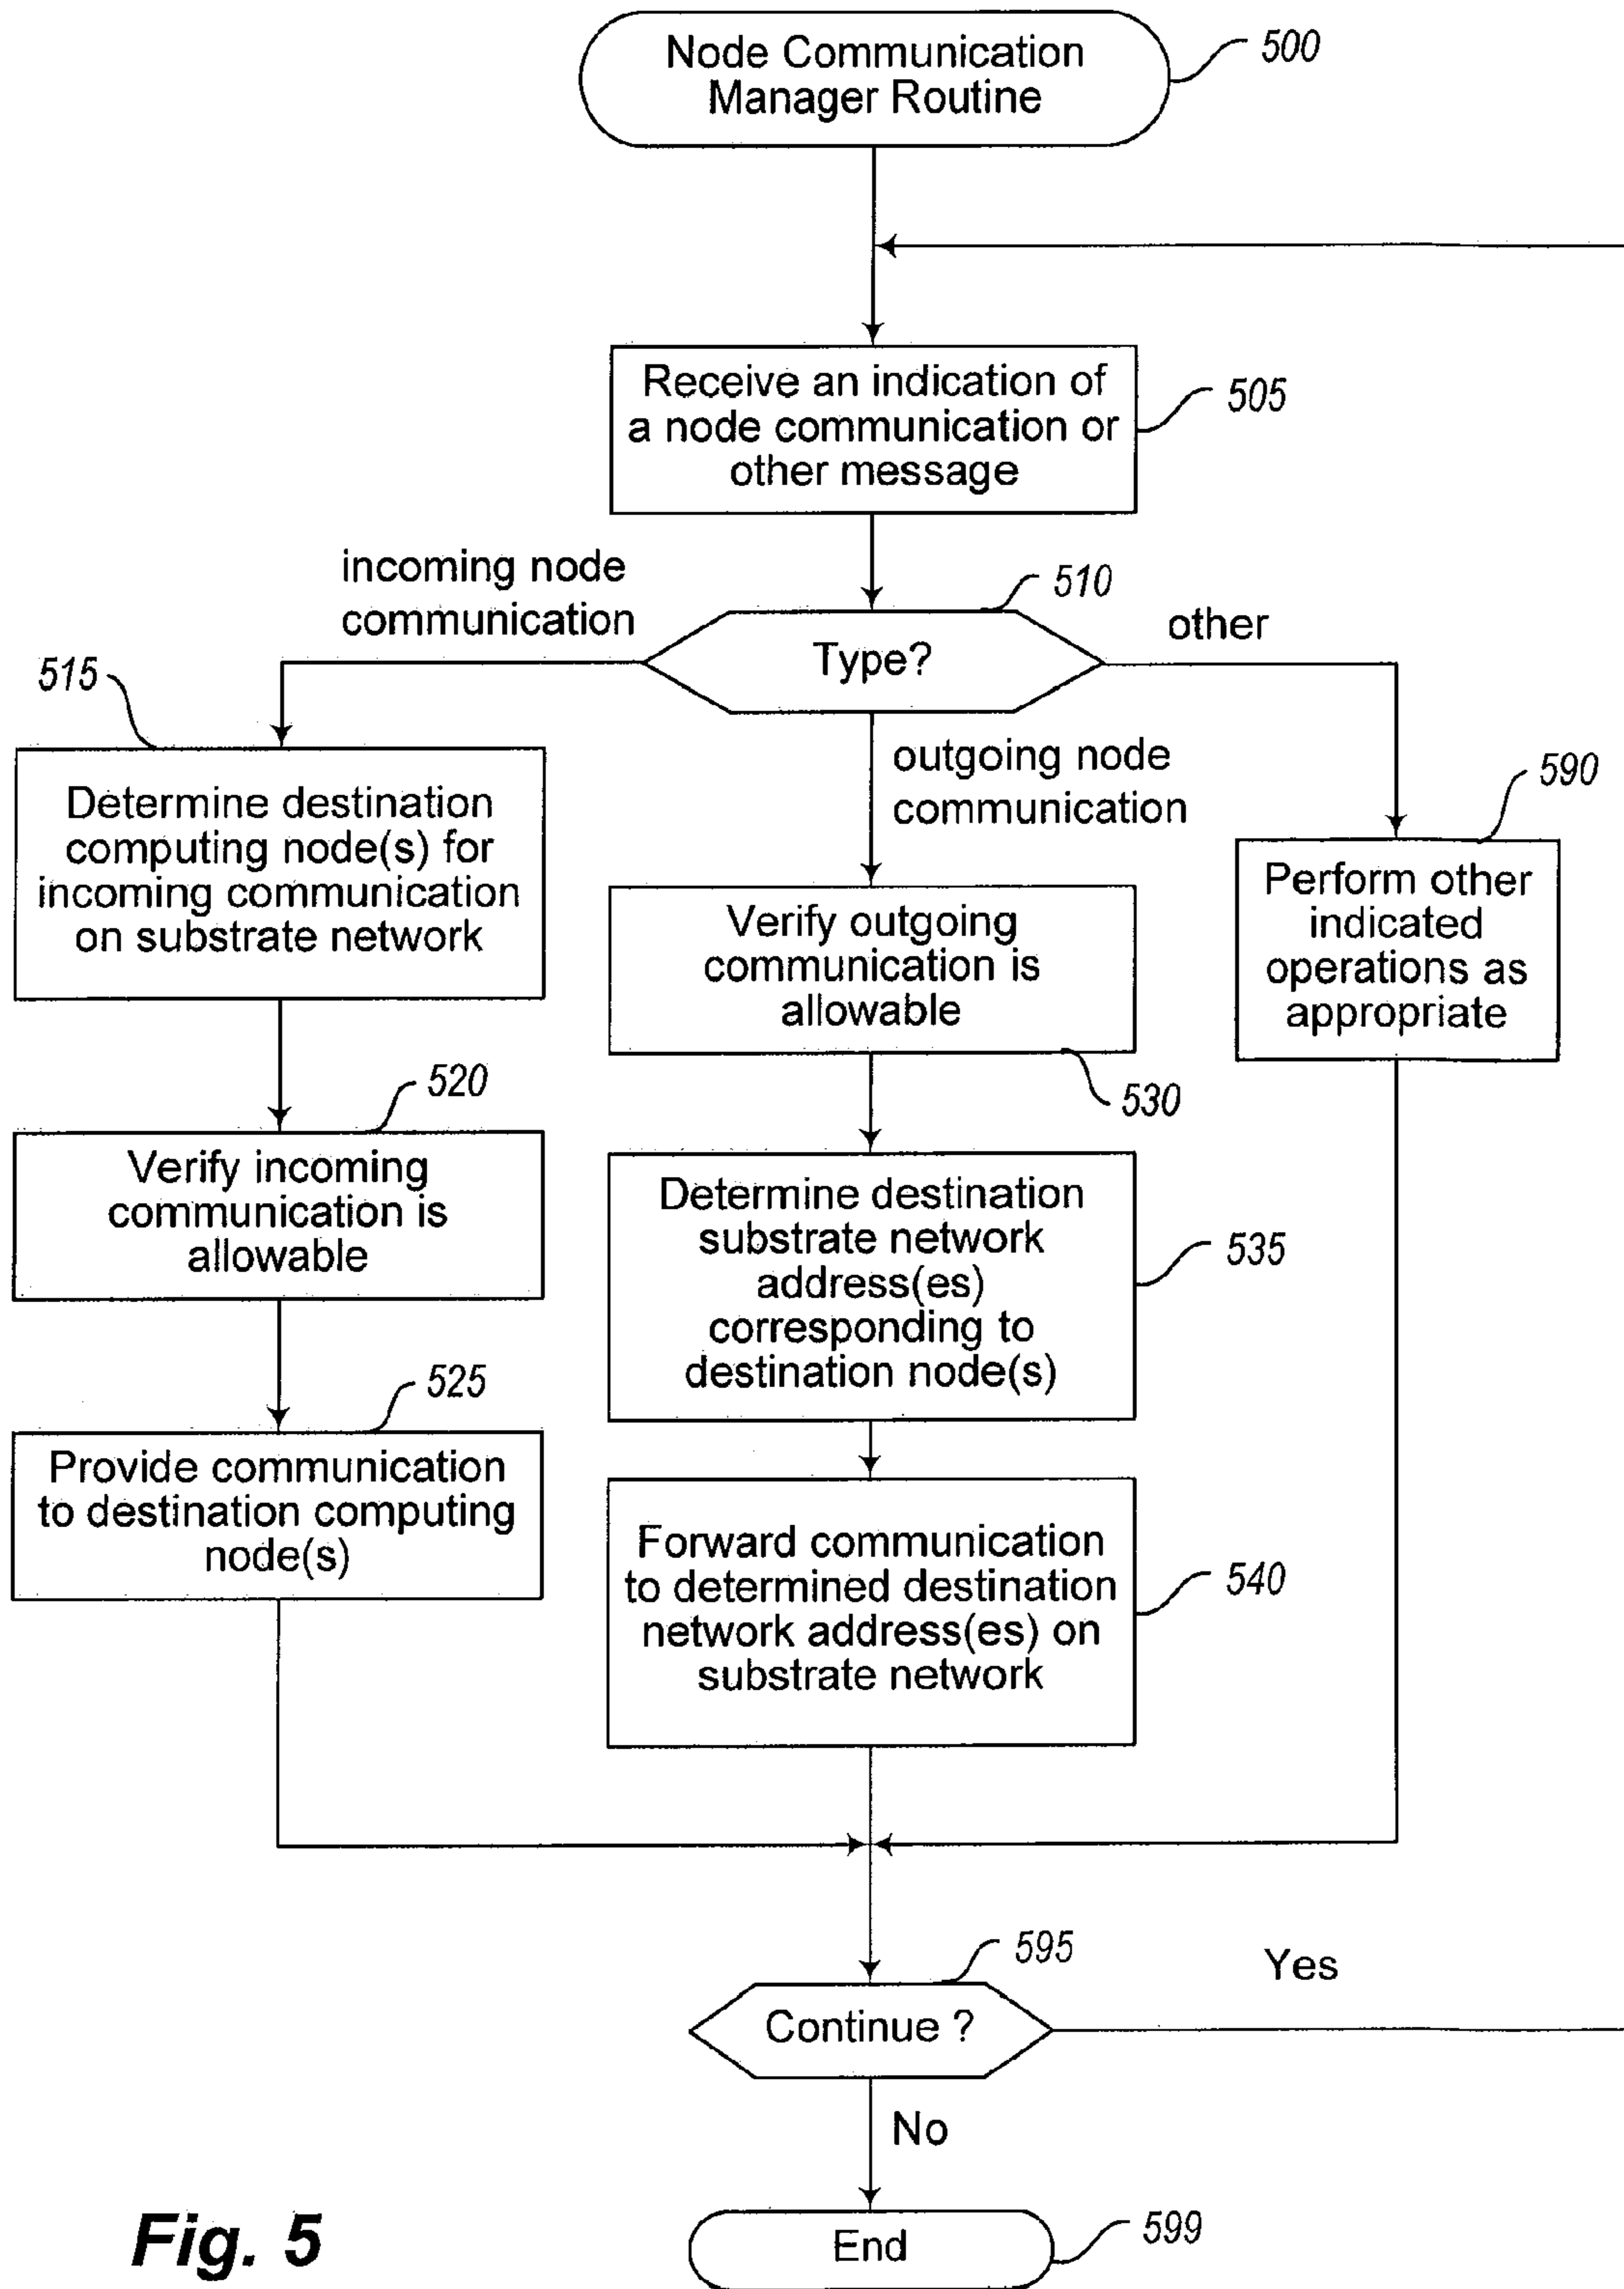 Node Communication
Manager Routine
500
Receive an indication of
a node communication or
other message
505
incoming node
communication
510
Type?
other
515
Determine destination
computing node(s) for
incoming communication
on substrate network
outgoing node
communication
590
Perform other
indicated
operations as
appropriate
Verify outgoing
communication is
allowable
530
520
Verify incoming
communication is
allowable
Determine destination
substrate network
address(es)
corresponding to
destination node(s)
535
525
Provide communication
to destination computing
node(s)
Forward communication
to determined destination
network address(es) on
substrate network
540
595
Continue ?
Yes
No
End
599
Fig. 5